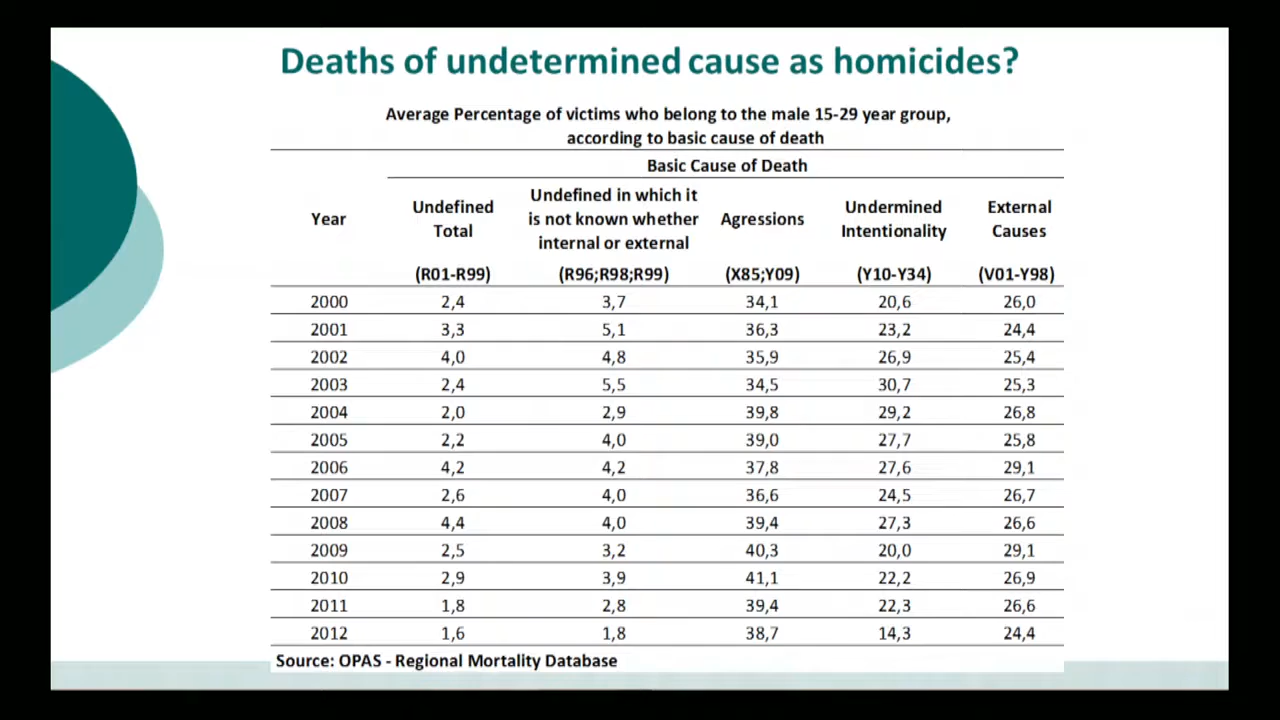 Deaths of undetermined cause as homicides?
Average Percentage of victims who belong to the male 15-29 year group,
according to basic cause of death
Basic Cause of Death
Year
Undefined Total
Undefined in which it is not known whether internal or external
Agressions
Undermined Intentionality
External Causes
(R01-R99) (R96;R98;R99) (X85;Y09) (Y10-Y34) (V01-Y98)
2000 2,4 3,7 34,1 20,6 26,0
2001 3,3 5,1 36,3 23,2 24,4
2002 4,0 4,8 35,9 26,9 25,4
2003 2,4 5,5 34,5 30,7 25,3
2004 2,0 2,9 39,8 29,2 26,8
2005 2,2 4,0 39,0 27,7 25,8
2006 4,2 4,2 37,8 27,6 29,1
2007 2,6 4,0 36,6 24,5 26,7
2008 4,4 4,0 39,4 27,3 26,6
2009 2,5 3,2 40,3 20,0 29,1
2010 2,9 3,9 41,1 22,2 26,9
2011 1,8 2,8 39,4 22,3 26,6
2012 1,6 1,8 38,7 14,3 24,4
Source: OPAS - Regional Mortality Database